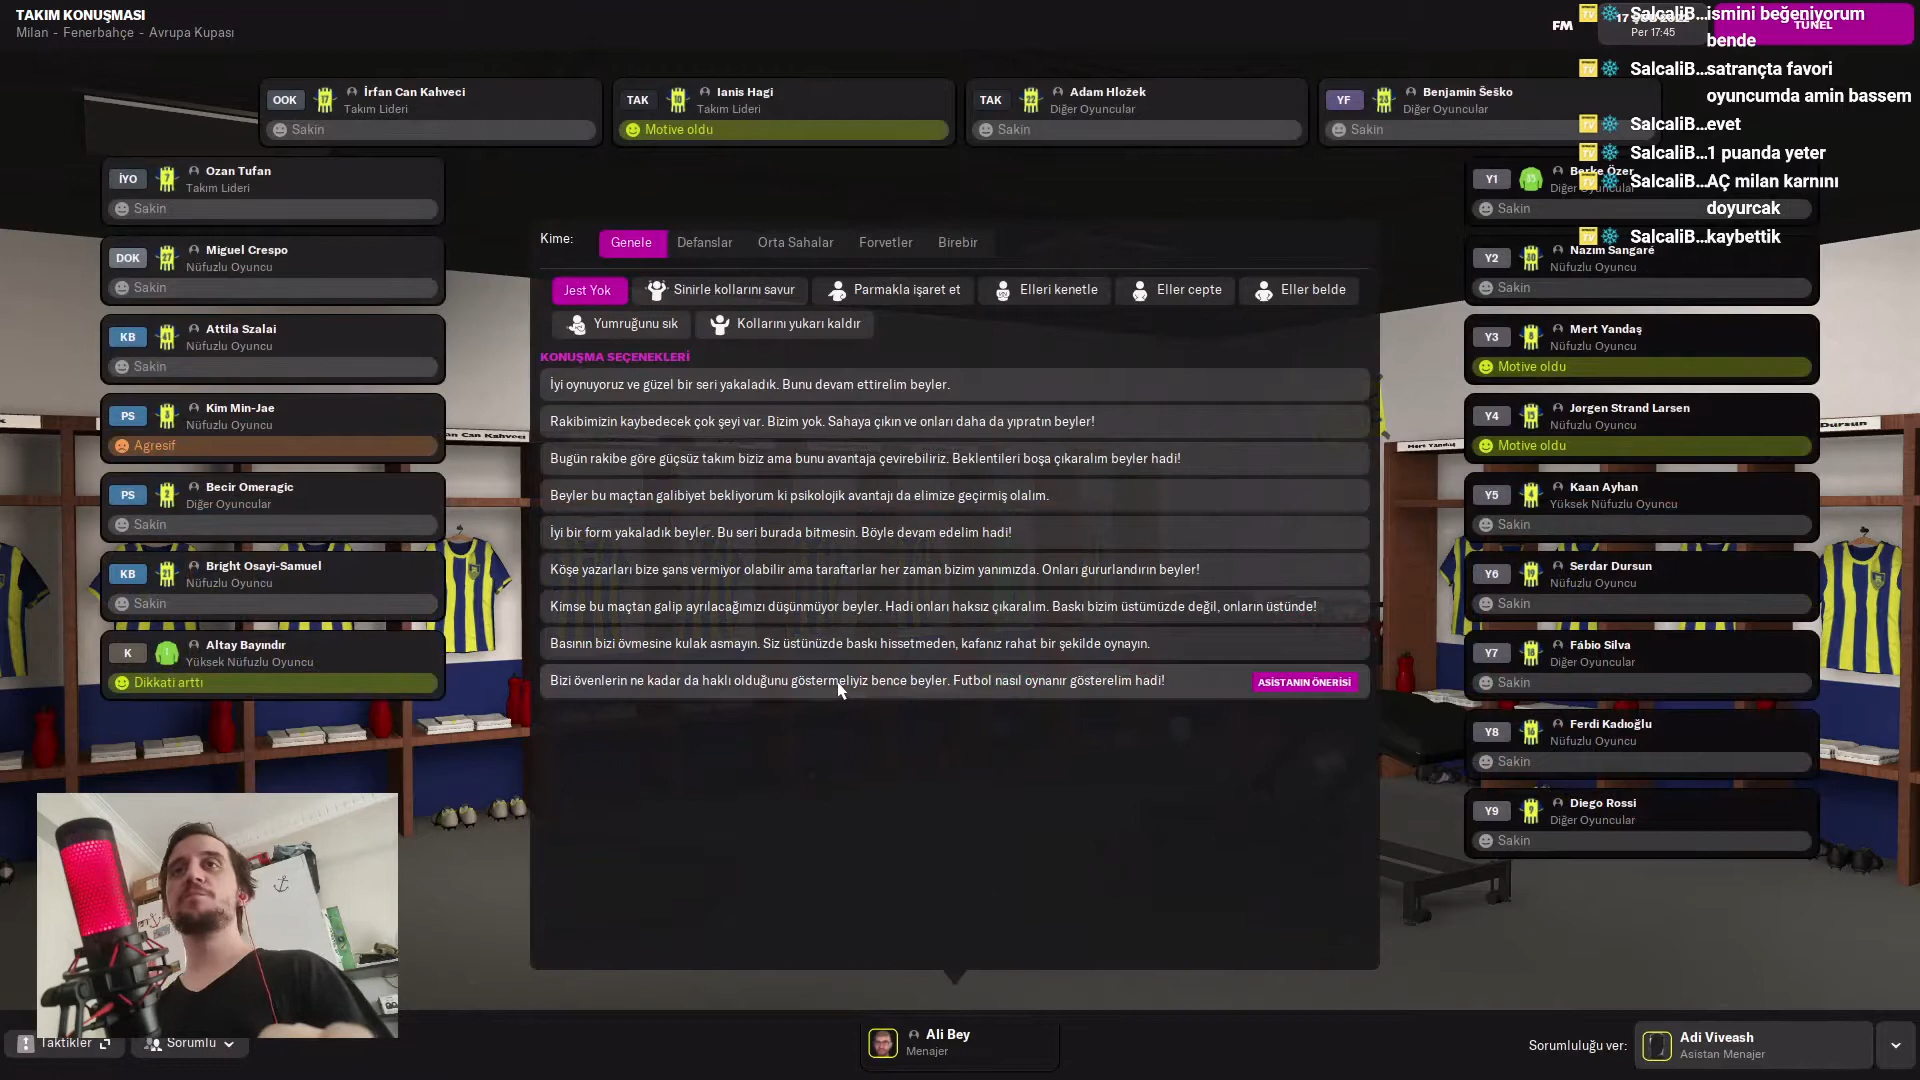 TAKIM KONUŞMASI
Milan - Fenerbahçe - Avrupa Kupası
FM
Per 17:45
TÜNEL
SalcaliB... ismini beğeniyorum
bende
SalcaliB... satrançta favori
oyuncumda amin bassem
SalcaliB... evet
SalcaliB... 1 puanda yeter
SalcaliB... AÇ milan karnını
doyurcak
SalcaliB... kaybettik
OOK
İrfan Can Kahveci
Takım Lideri
Sakin
TAK
Ianis Hagi
Takım Lideri
Motive oldu
TAK
Adam Hložek
Diğer Oyuncular
Sakin
YF
Benjamin Šeško
Diğer Oyuncular
Sakin
İYO
Ozan Tufan
Takım Lideri
Sakin
DOK
Miguel Crespo
Nüfuzlu Oyuncu
Sakin
KB
Attila Szalai
Nüfuzlu Oyuncu
Sakin
PS
Kim Min-Jae
Nüfuzlu Oyuncu
Agresif
PS
Becir Omeragic
Diğer Oyuncular
Sakin
KB
Bright Osayi-Samuel
Nüfuzlu Oyuncu
Sakin
K
Altay Bayındır
Yüksek Nüfuzlu Oyuncu
Dikkati arttı
Kime:
Genele
Defanslar
Orta Sahalar
Forvetler
Birebir
Jest Yok
Sinirle kollarını savur
Parmakla işaret et
Elleri kenetle
Eller cepte
Eller belde
Yumruğunu sık
Kollarını yukarı kaldır
KONUŞMA SEÇENEKLERİ
İyi oynuyoruz ve güzel bir seri yakaladık. Bunu devam ettirelim beyler.
Rakibimizin kaybedecek çok şeyi var. Bizim yok. Sahaya çıkın ve onları daha da yıpratın beyler!
Bugün rakibe göre güçsüz takım biziz ama bunu avantaja çevirebiliriz. Beklentileri boşa çıkaralım beyler hadi!
Beyler bu maçtan galibiyet bekliyorum ki psikolojik avantajı da elimize geçirmiş olalım.
İyi bir form yakaladık beyler. Bu seri burada bitmesin. Böyle devam edelim hadi!
Köşe yazarları bize şans vermiyor olabilir ama taraftarlar her zaman bizim yanımızda. Onları gururlandırın beyler!
Kimse bu maçtan galip ayrılacağımızı düşünmüyor beyler. Hadi onları haksız çıkaralım. Baskı bizim üstümüzde değil, onların üstünde!
Basının bizi övmesine kulak asmayın. Siz üstünüzde baskı hissetmeden, kafanız rahat bir şekilde oynayın.
Bizi övenlerin ne kadar da haklı olduğunu göstermeliyiz bence beyler. Futbol nasıl oynanır gösterelim hadi!
ASİSTANIN ÖNERİSİ
Y1
Berke Özer
Diğer Oyuncular
Sakin
Y2
Nazım Sangaré
Nüfuzlu Oyuncu
Sakin
Y3
Mert Yandaş
Nüfuzlu Oyuncu
Motive oldu
Y4
Jørgen Strand Larsen
Nüfuzlu Oyuncu
Motive oldu
Y5
Kaan Ayhan
Yüksek Nüfuzlu Oyuncu
Sakin
Y6
Serdar Dursun
Nüfuzlu Oyuncu
Sakin
Y7
Fábio Silva
Diğer Oyuncular
Sakin
Y8
Ferdi Kadıoğlu
Nüfuzlu Oyuncu
Sakin
Y9
Diego Rossi
Diğer Oyuncular
Sakin
Can Kahveci
Mert Yandaş
Dursun
Taktikler
Sorumlu
Ali Bey
Menajer
Sorumluluğu ver:
Adi Viveash
Asistan Menajer